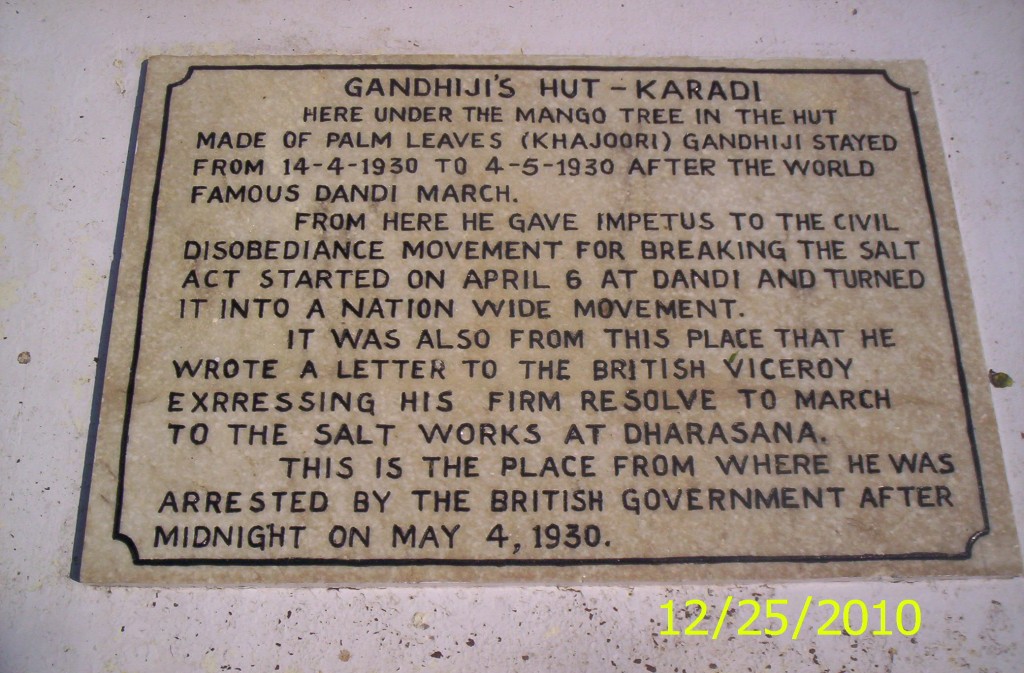 GANDHIJI'S HUT - KARADI
HERE UNDER THE MANGO TREE IN THE HUT
MADE OF PALM LEAVES (KHAJOORI) GANDHIJI STAYED
FROM 14-4-1930 TO 4-5-1930 AFTER THE WORLD
FAMOUS DANDI MARCH.
FROM HERE HE GAVE IMPETUS TO THE CIVIL
DISOBEDIANCE MOVEMENT FOR BREAKING THE SALT
ACT STARTED ON APRIL 6 AT DANDI AND TURNED
IT INTO A NATION WIDE MOVEMENT.
IT WAS ALSO FROM THIS PLACE THAT HE
WROTE A LETTER TO THE BRITISH VICEROY
EXRRESSING HIS FIRM RESOLVE TO MARCH
TO THE SALT WORKS AT DHARASANA.
THIS IS THE PLACE FROM WHERE HE WAS
ARRESTED BY THE BRITISH GOVERNMENT AFTER
MIDNIGHT ON MAY 4, 1930.
12/25/2010